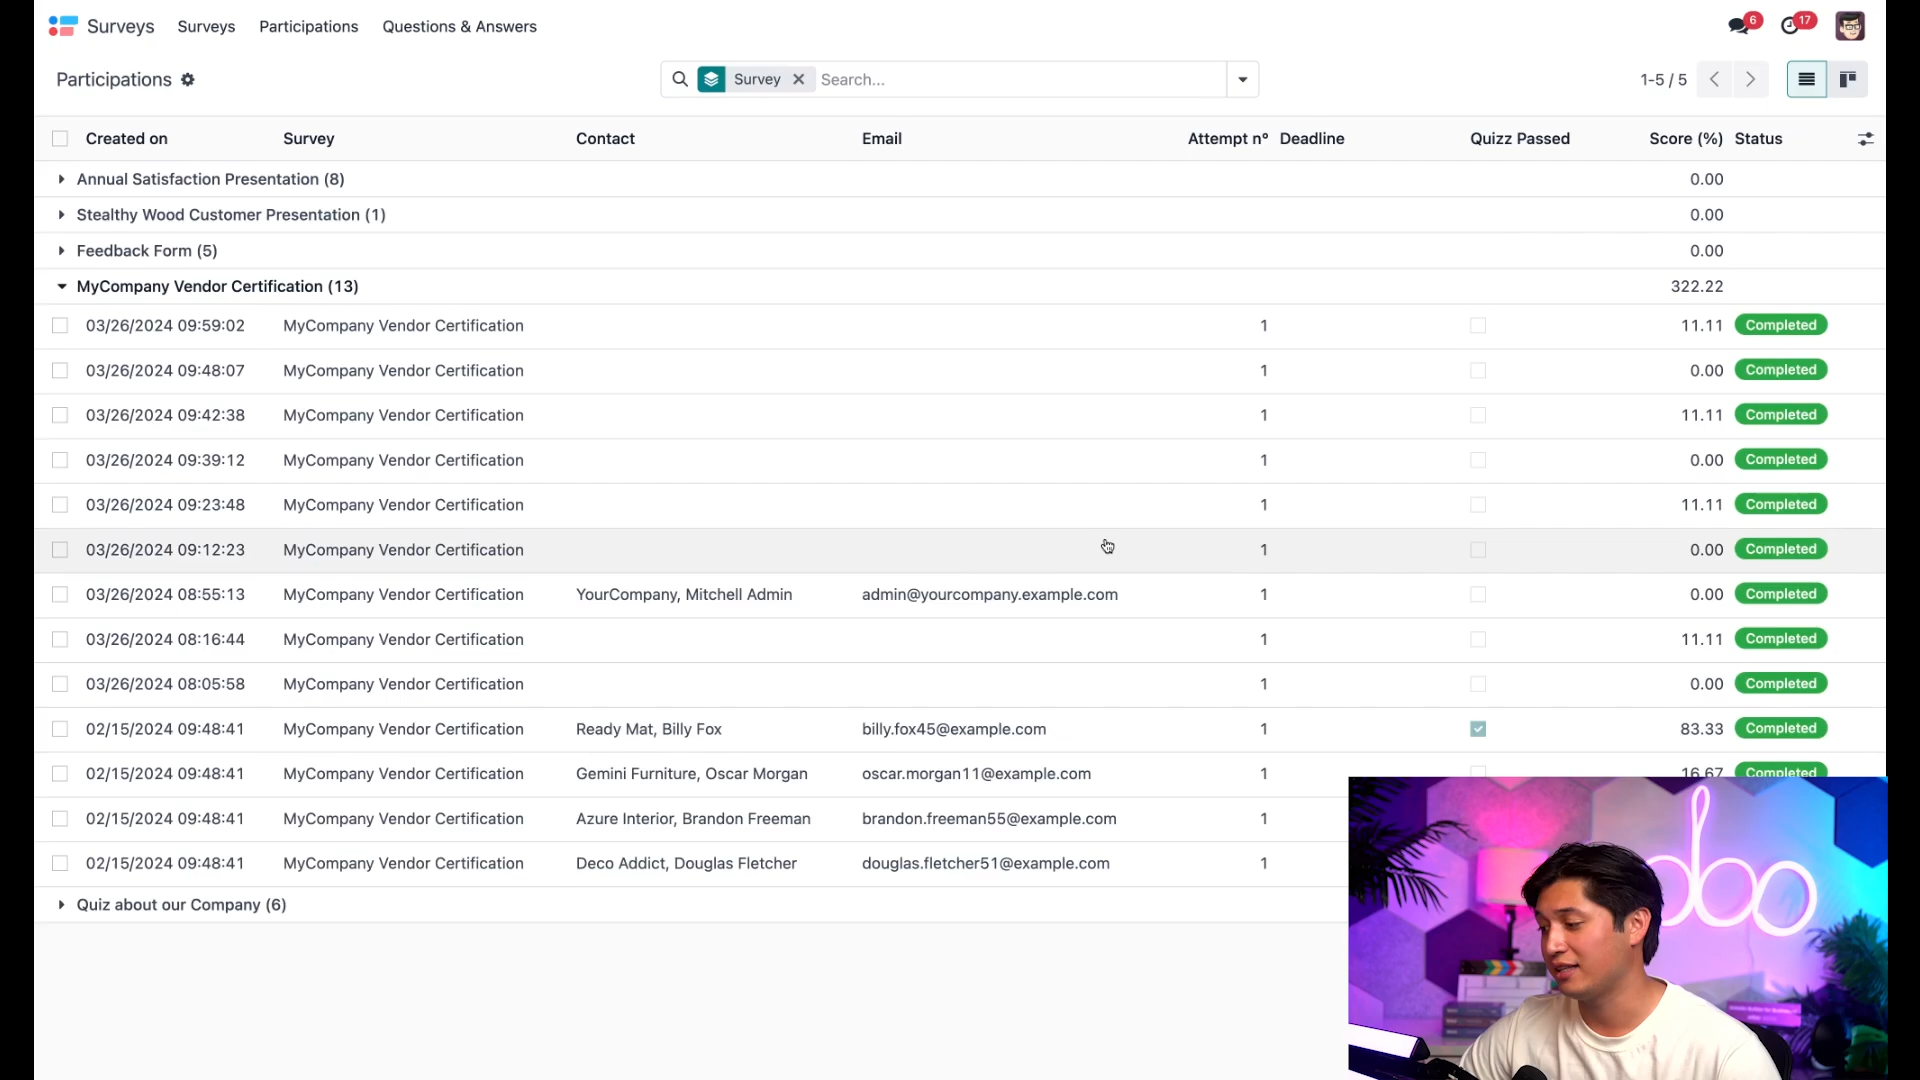 Surveys Surveys Participations Questions & Answers 6 17
Participations Survey Search... 1-5 / 5
Created on Survey Contact Email Attempt n° Deadline Quizz Passed Score (%) Status
Annual Satisfaction Presentation (8) 0.00
Stealthy Wood Customer Presentation (1) 0.00
Feedback Form (5) 0.00
MyCompany Vendor Certification (13) 322.22
03/26/2024 09:59:02 MyCompany Vendor Certification 1 11.11 Completed
03/26/2024 09:48:07 MyCompany Vendor Certification 1 0.00 Completed
03/26/2024 09:42:38 MyCompany Vendor Certification 1 11.11 Completed
03/26/2024 09:39:12 MyCompany Vendor Certification 1 0.00 Completed
03/26/2024 09:23:48 MyCompany Vendor Certification 1 11.11 Completed
03/26/2024 09:12:23 MyCompany Vendor Certification 1 0.00 Completed
03/26/2024 08:55:13 MyCompany Vendor Certification YourCompany, Mitchell Admin admin@yourcompany.example.com 1 0.00 Completed
03/26/2024 08:16:44 MyCompany Vendor Certification 1 11.11 Completed
03/26/2024 08:05:58 MyCompany Vendor Certification 1 0.00 Completed
02/15/2024 09:48:41 MyCompany Vendor Certification Ready Mat, Billy Fox billy.fox45@example.com 1 83.33 Completed
02/15/2024 09:48:41 MyCompany Vendor Certification Gemini Furniture, Oscar Morgan oscar.morgan11@example.com 1 16.67 Completed
02/15/2024 09:48:41 MyCompany Vendor Certification Azure Interior, Brandon Freeman brandon.freeman55@example.com 1
02/15/2024 09:48:41 MyCompany Vendor Certification Deco Addict, Douglas Fletcher douglas.fletcher51@example.com 1
Quiz about our Company (6)